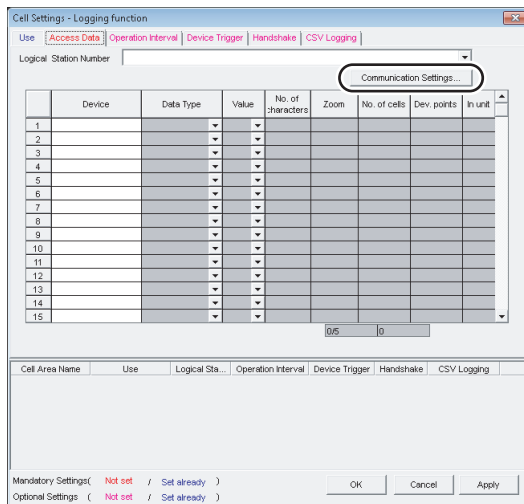 Cell Settings - Logging function
Use Access Data Operation Interval Device Trigger Handshake CSV Logging
Logical Station Number
Communication Settings...
Device Data Type Value No. of characters Zoom No. of cells Dev. points In unit
1
2
3
4
5
6
7
8
9
10
11
12
13
14
15
0/5 0
Cell Area Name Use Logical Sta... Operation Interval Device Trigger Handshake CSV Logging
Mandatory Settings( Not set / Set already )
Optional Settings ( Not set / Set already )
OK Cancel Apply